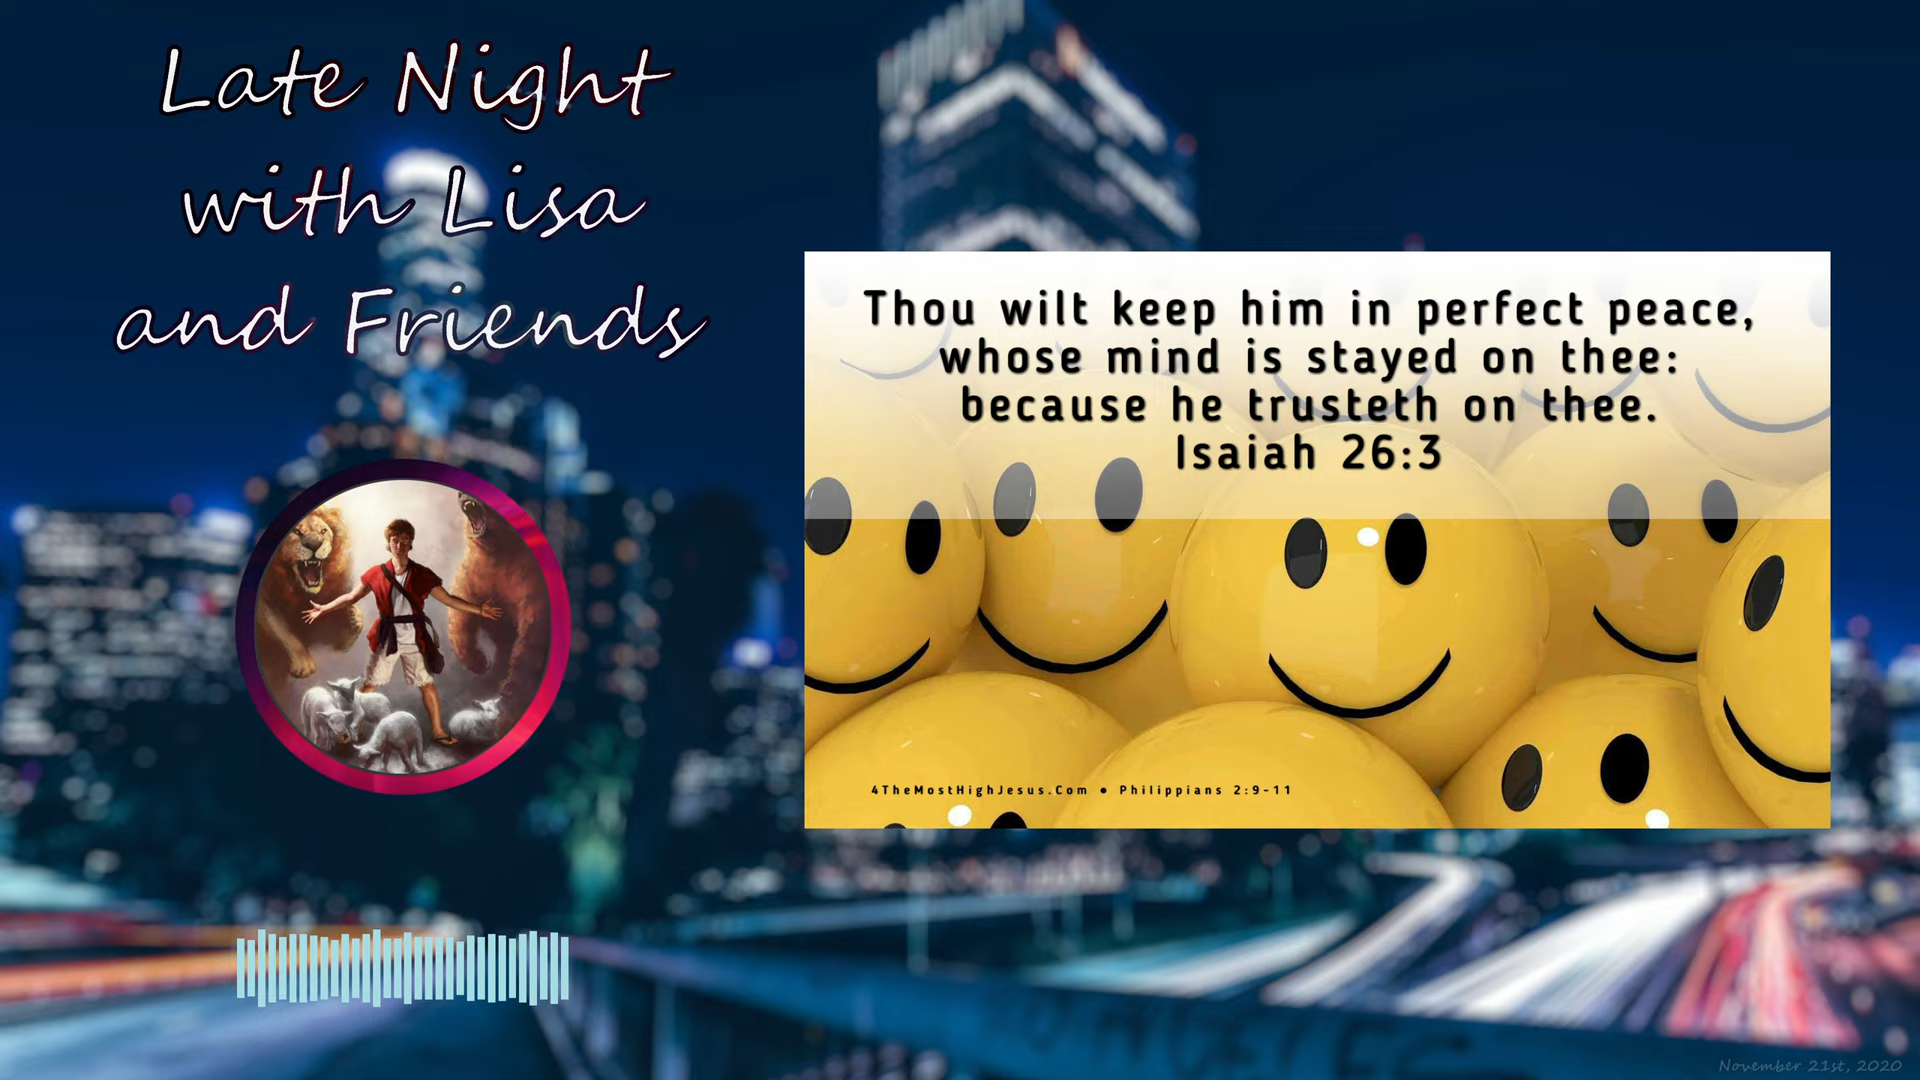 Late Night
with Lisa
and Friends
Thou wilt keep him in perfect peace,
whose mind is stayed on thee:
because he trusteth on thee.
Isaiah 26:3
4TheMostHighJesus.Com • Philippians 2:9-11
November 21st, 2020